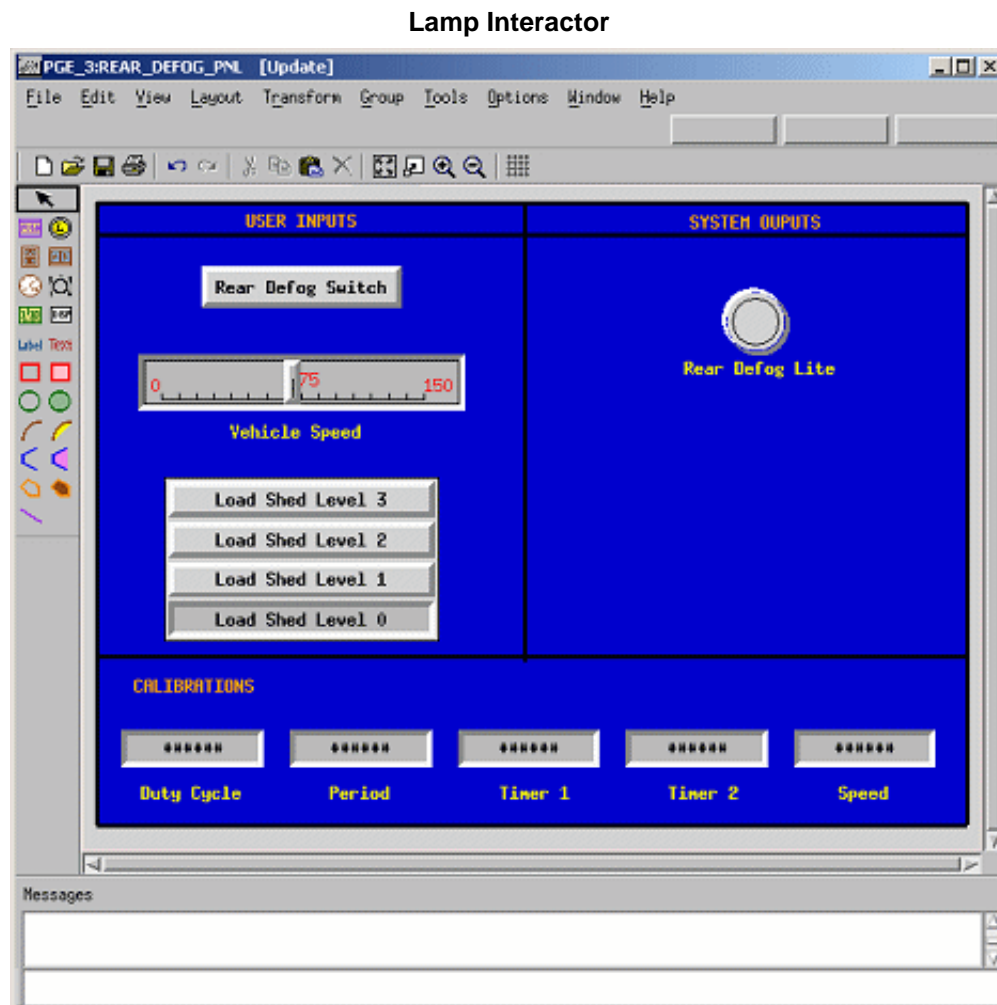 Lamp Interactor
PGE_3:REAR_DEFOG_PNL [Update]
File Edit View Layout Transform Group Tools Options Window Help
USER INPUTS
SYSTEM OUPUTS
Rear Defog Switch
0 75 150
Vehicle Speed
Rear Defog Lite
Label Text
Load Shed Level 3
Load Shed Level 2
Load Shed Level 1
Load Shed Level 0
CALIBRATIONS
###### ###### ###### ###### ######
Duty Cycle Period Timer 1 Timer 2 Speed
Messages